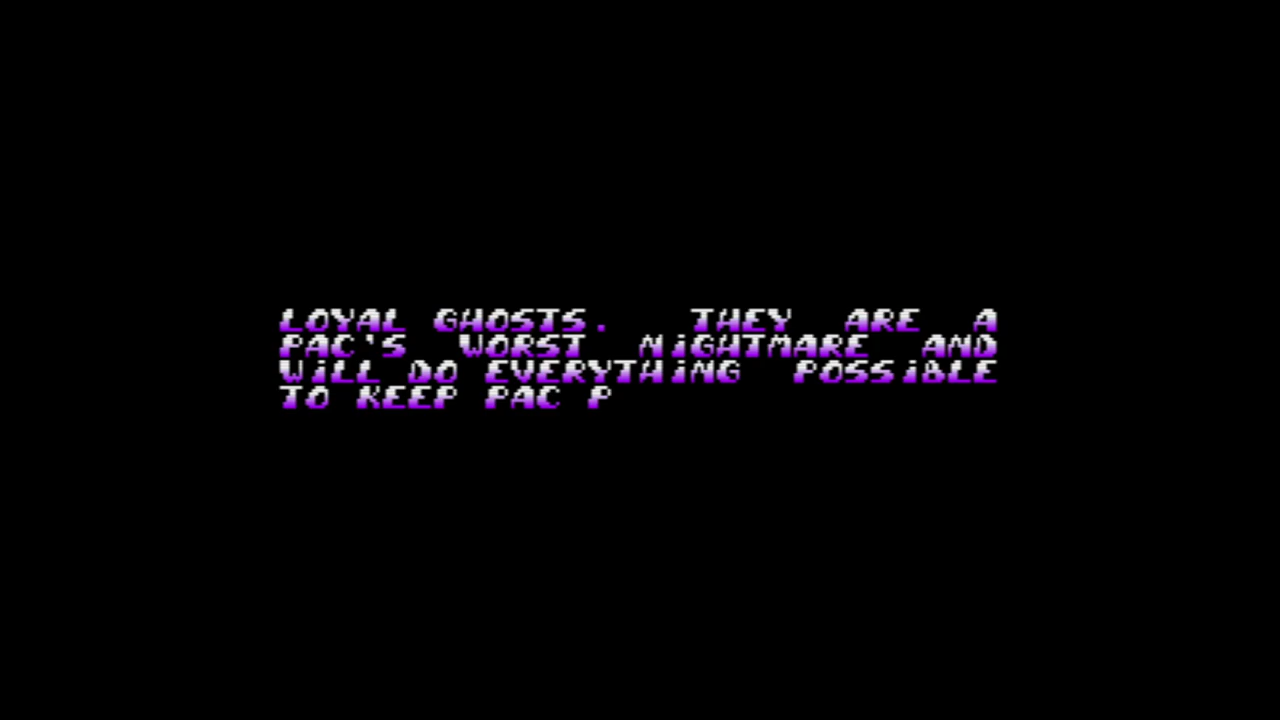 LOYAL GHOSTS. THEY ARE A
PAC'S WORST NiGHTMARE AND
WiLL DO EVERYTHiNG POSSiBLE
TO KEEP PAC P